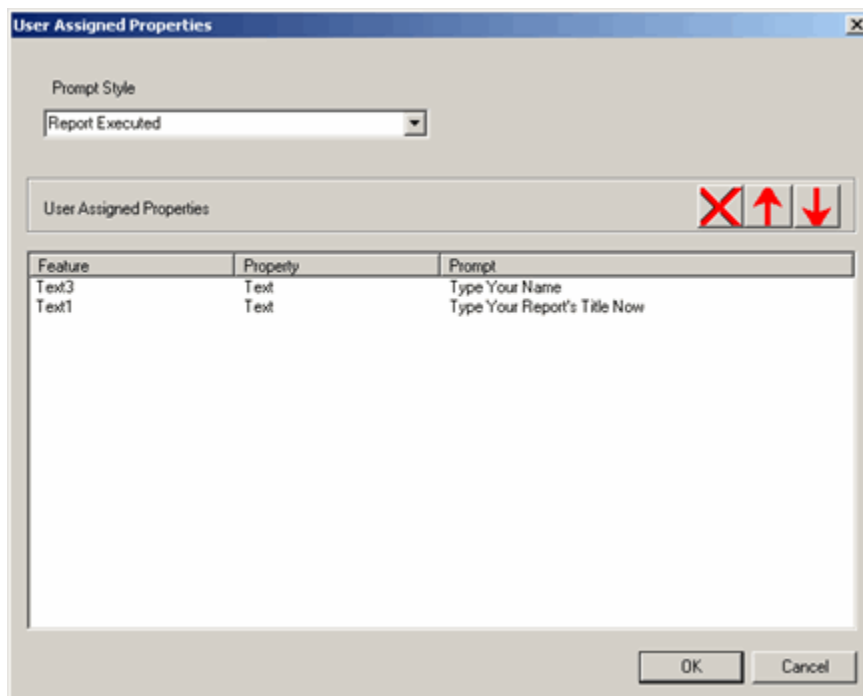 User Assigned Properties
Prompt Style
Report Executed
User Assigned Properties
Feature Property Prompt
Text3 Text Type Your Name
Text1 Text Type Your Report's Title Now
OK Cancel